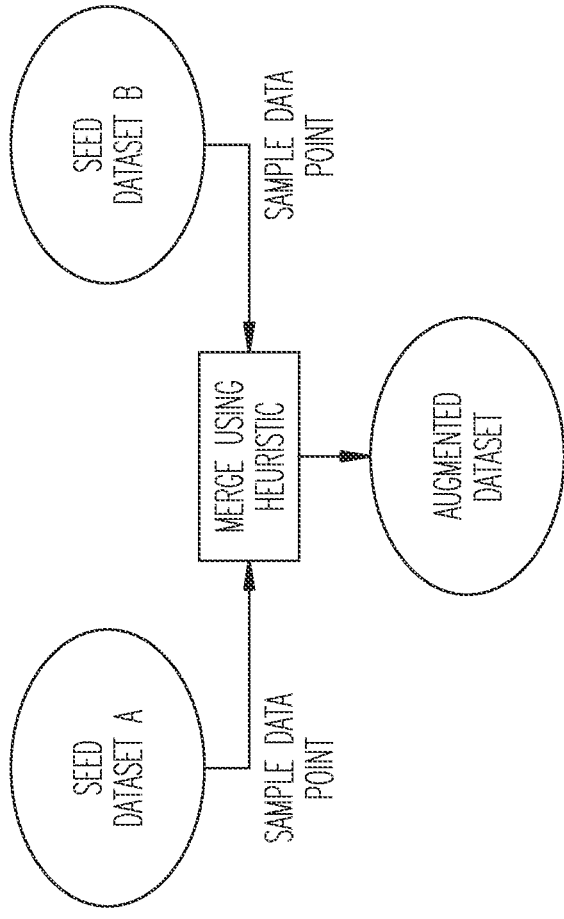 SEED
DATASET A
SEED
DATASET B
SAMPLE DATA
POINT
MERGE USING
HEURISTIC
SAMPLE DATA
POINT
AUGMENTED
DATASET